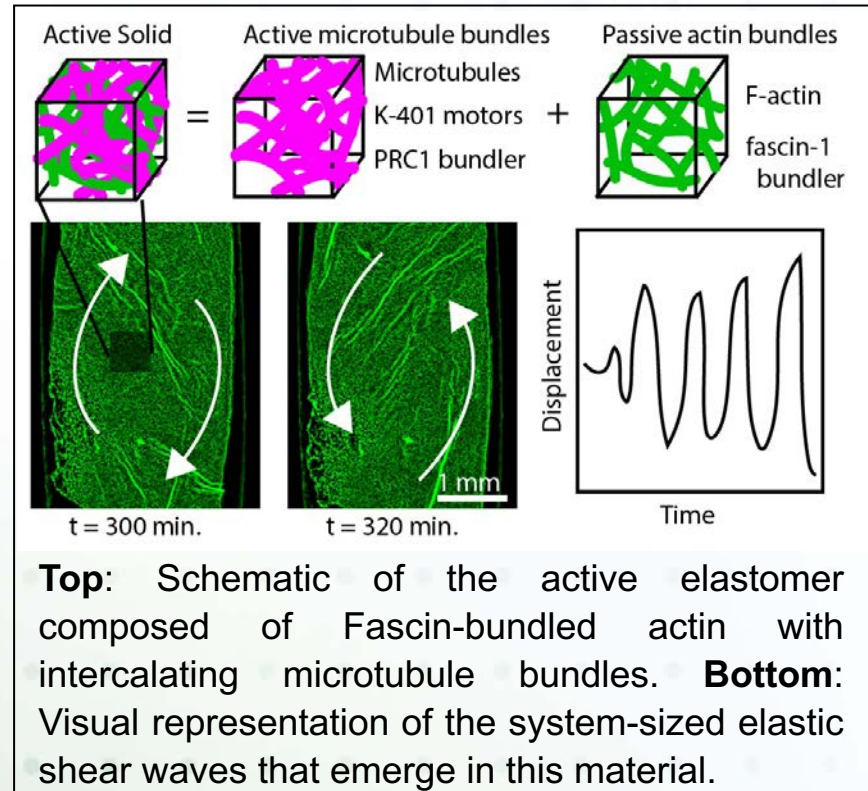 Active Solid
Active microtubule bundles
Passive actin bundles
=
Microtubules
K-401 motors
PRC1 bundler
+
F-actin
fascin-1
bundler
1 mm
t = 300 min.
t = 320 min.
Displacement
Time
Top: Schematic of the active elastomer
composed of Fascin-bundled actin with
intercalating microtubule bundles. Bottom:
Visual representation of the system-sized elastic
shear waves that emerge in this material.